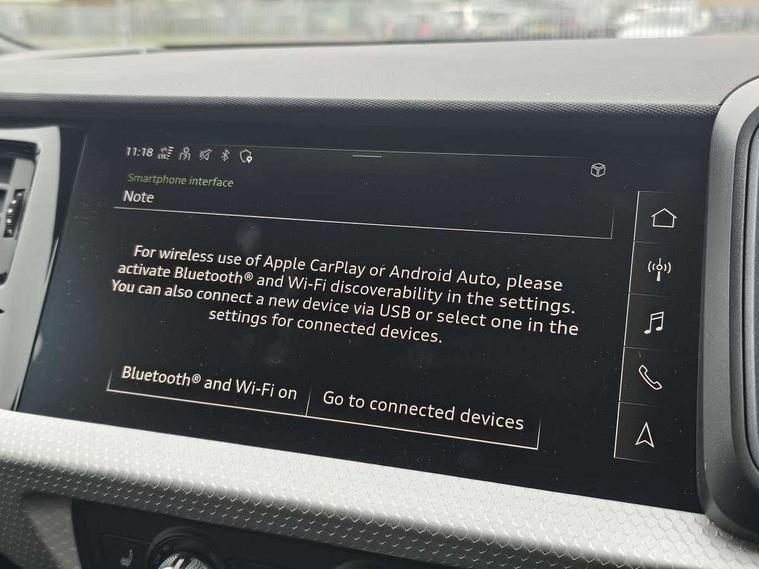 11:18
Smartphone interface
Note
For wireless use of Apple CarPlay or Android Auto, please
activate Bluetooth® and Wi-Fi discoverability in the settings.
You can also connect a new device via USB or select one in the
settings for connected devices.
Bluetooth® and Wi-Fi on
Go to connected devices